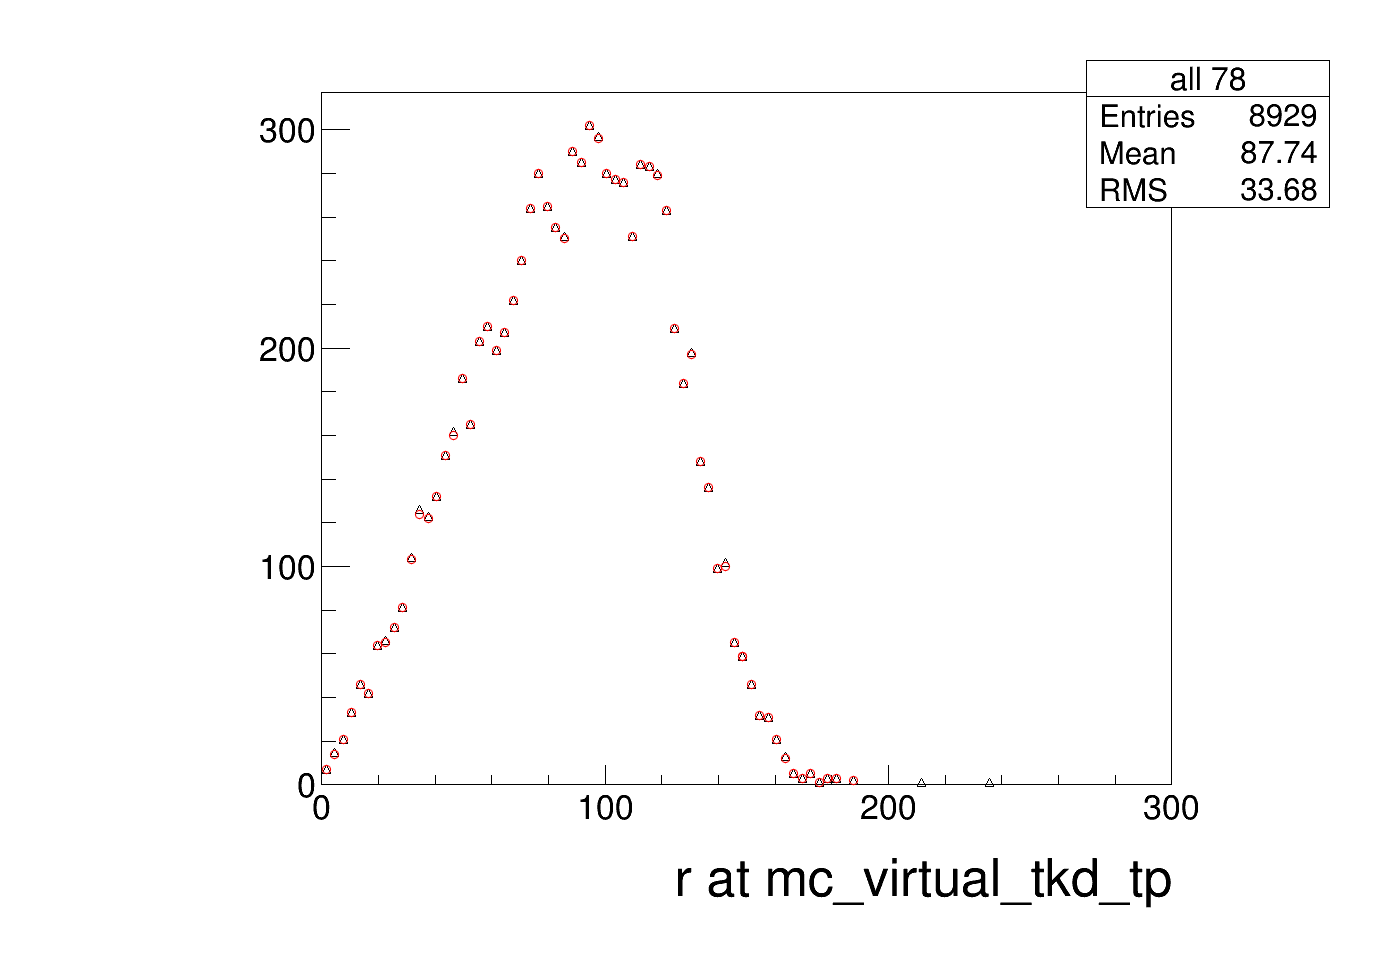 all 78
Entries 8929
Mean 87.74
RMS 33.68
300
200
100
0
0 100 200 300
r at mc_virtual_tkd_tp